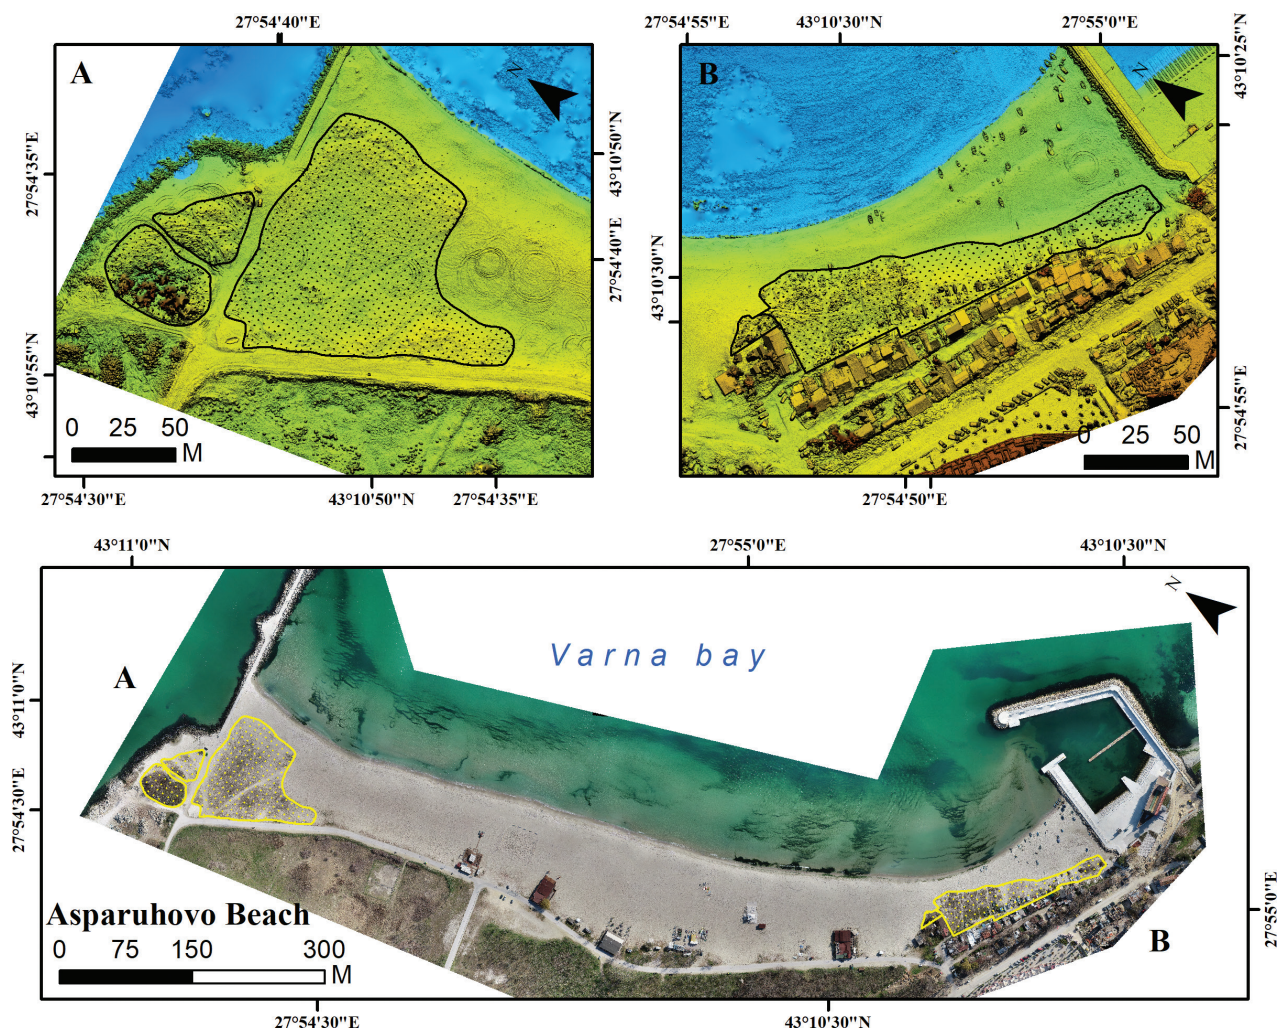 27°54'40"E
27°54'55"E
43°10'30"N
27°55'0"E
A
N
B
N
43°10'25"N
27°54'35"E
43°10'50"N
27°54'40"E
43°10'30"N
43°10'55"N
27°54'55"E
0 25 50
M
0 25 50
M
27°54'30"E
43°10'50"N
27°54'35"E
27°54'50"E
43°11'0"N
27°55'0"E
43°10'30"N
N
Varna bay
A
43°11'0"N
27°54'30"E
Asparuhovo Beach
0 75 150 300
M
B
27°55'0"E
27°54'30"E
43°10'30"N